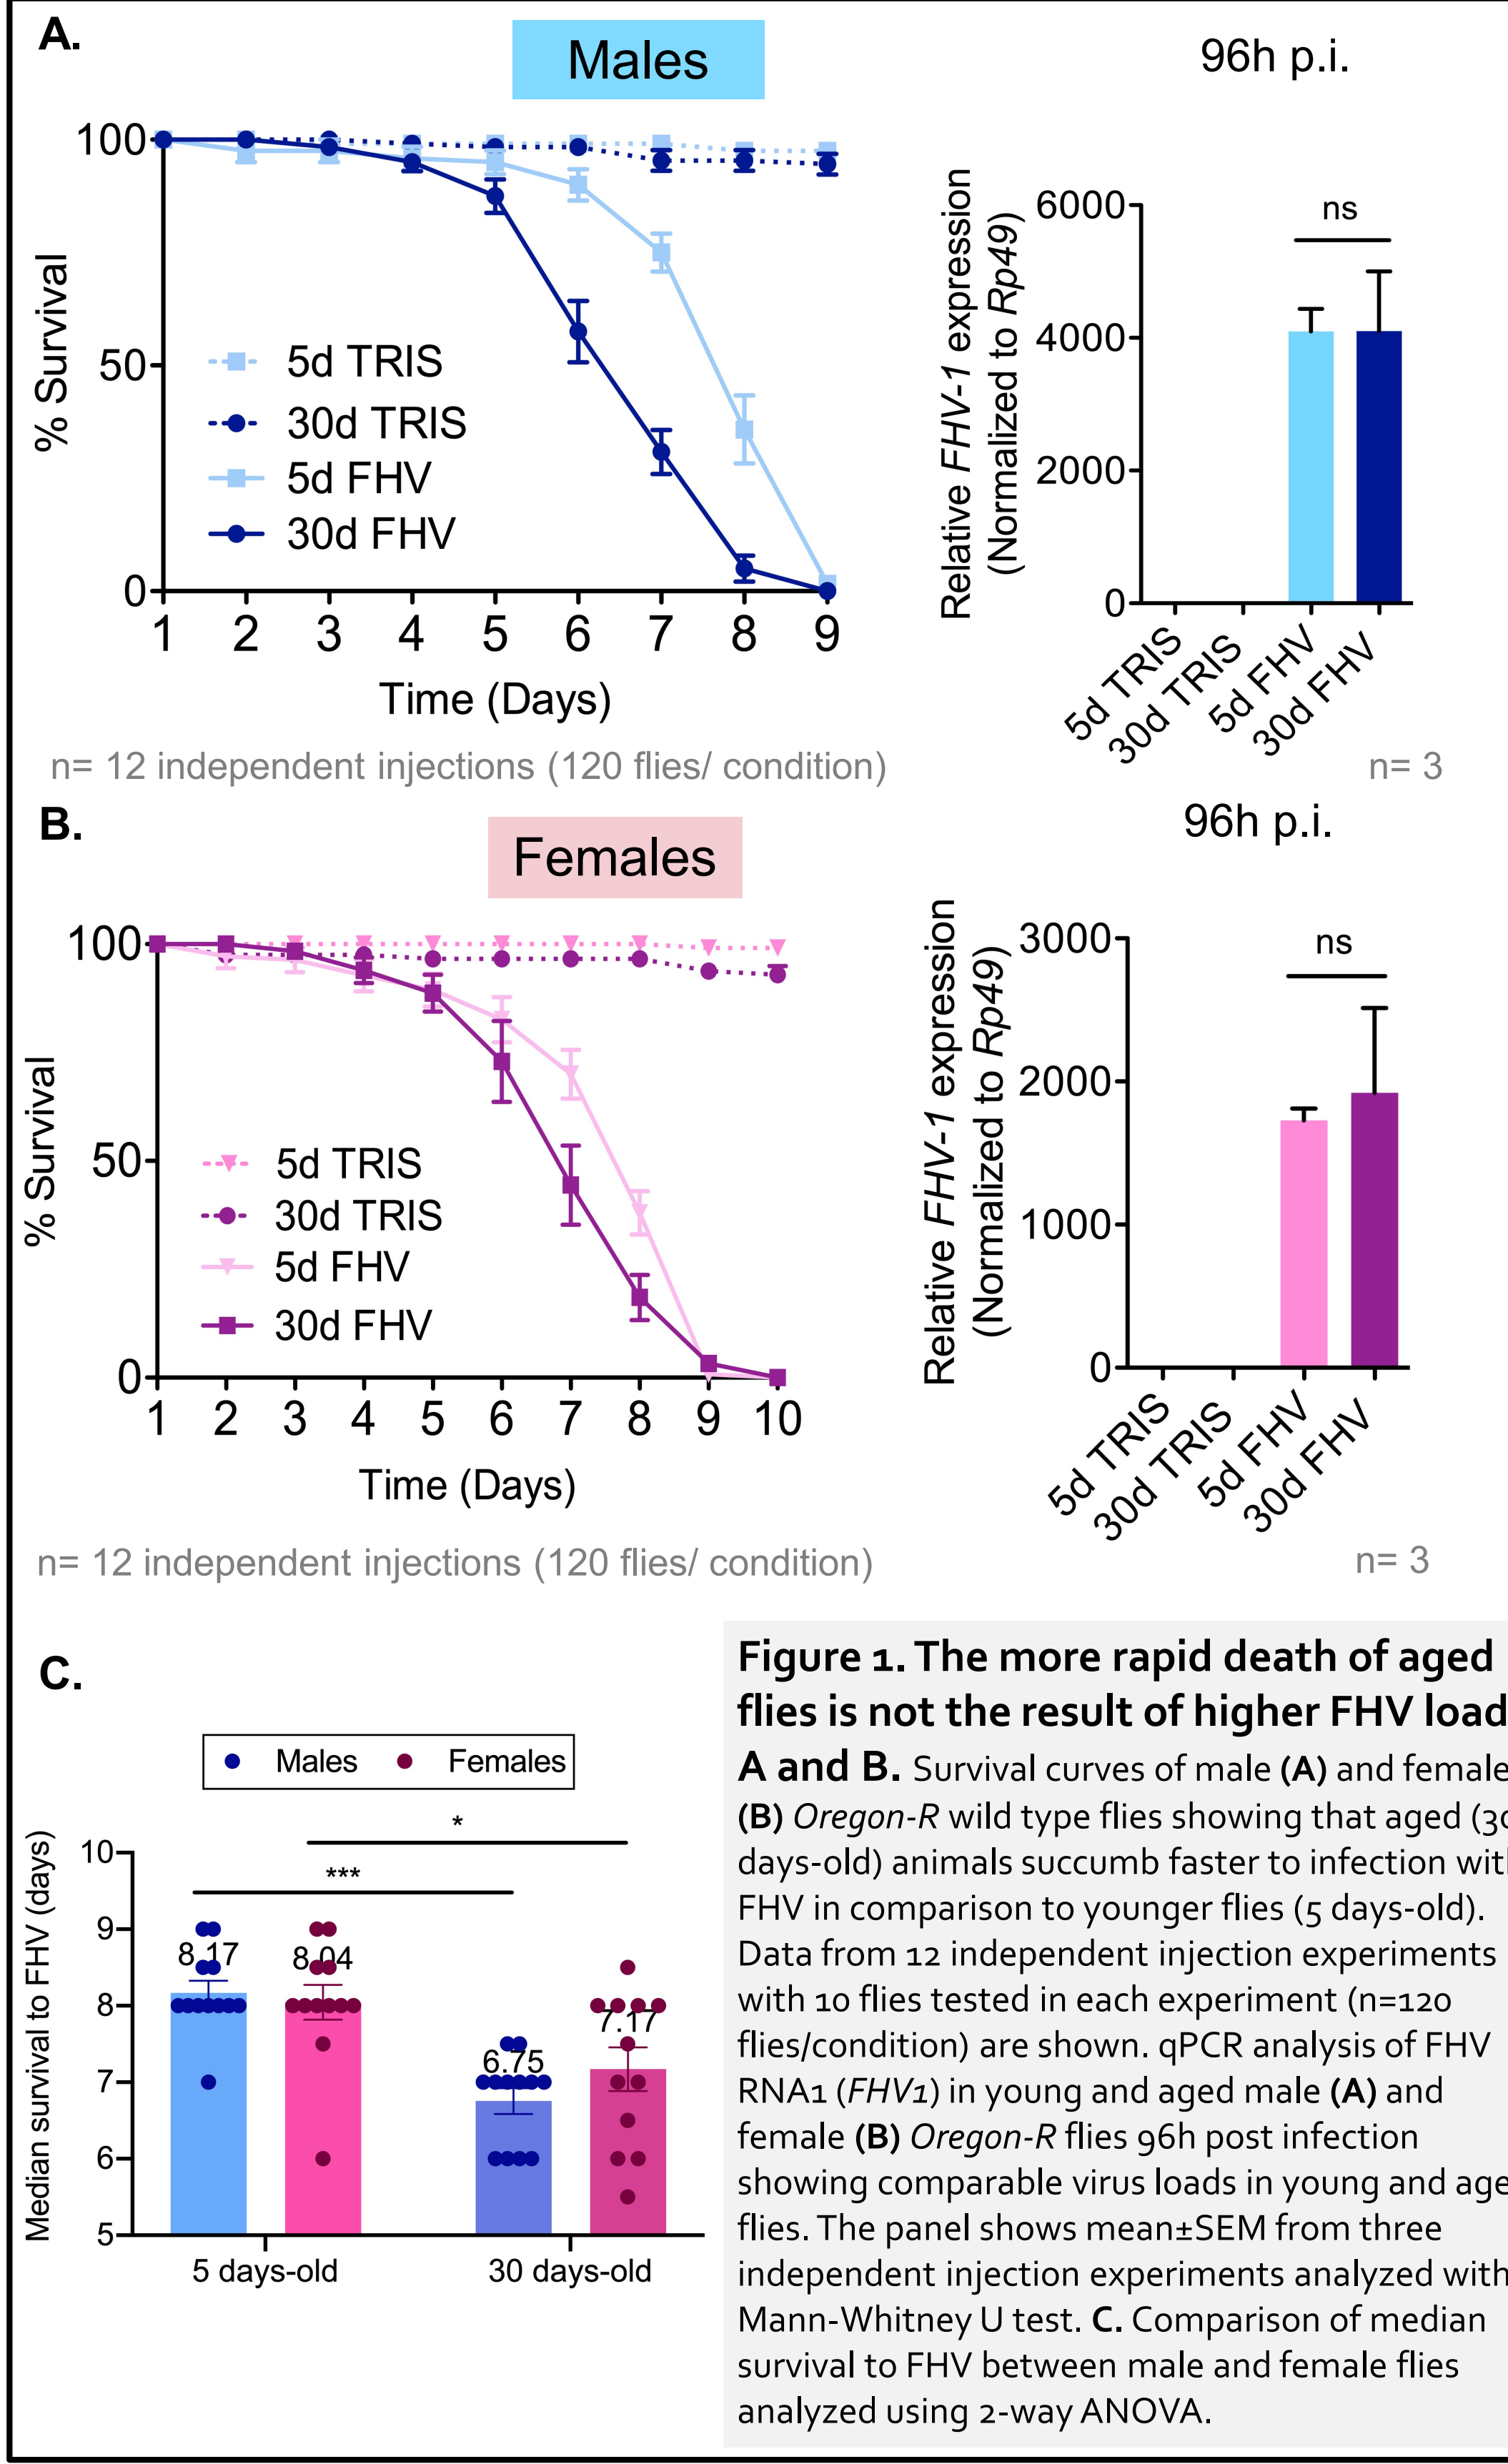 A.
Males
96h p.i.
% Survival
100
50
0
5d TRIS
30d TRIS
5d FHV
30d FHV
1 2 3 4 5 6 7 8 9
Time (Days)
n= 12 independent injections (120 flies/ condition)
Relative FHV-1 expression
(Normalized to Rp49)
6000
4000
2000
0
ns
5d TRIS
30d TRIS
5d FHV
30d FHV
n= 3
B.
Females
96h p.i.
% Survival
100
50
0
5d TRIS
30d TRIS
5d FHV
30d FHV
1 2 3 4 5 6 7 8 9 10
Time (Days)
n= 12 independent injections (120 flies/ condition)
Relative FHV-1 expression
(Normalized to Rp49)
3000
2000
1000
0
ns
5d TRIS
30d TRIS
5d FHV
30d FHV
n= 3
C.
Males Females
Median survival to FHV (days)
10
9
8
7
6
5
*
***
8.17
8.04
6.75
7.17
5 days-old
30 days-old
Figure 1. The more rapid death of aged
flies is not the result of higher FHV load
A and B. Survival curves of male (A) and female
(B) Oregon-R wild type flies showing that aged (30
days-old) animals succumb faster to infection with
FHV in comparison to younger flies (5 days-old).
Data from 12 independent injection experiments
with 10 flies tested in each experiment (n=120
flies/condition) are shown. qPCR analysis of FHV
RNA1 (FHV1) in young and aged male (A) and
female (B) Oregon-R flies 96h post infection
showing comparable virus loads in young and age
flies. The panel shows mean±SEM from three
independent injection experiments analyzed with
Mann-Whitney U test. C. Comparison of median
survival to FHV between male and female flies
analyzed using 2-way ANOVA.